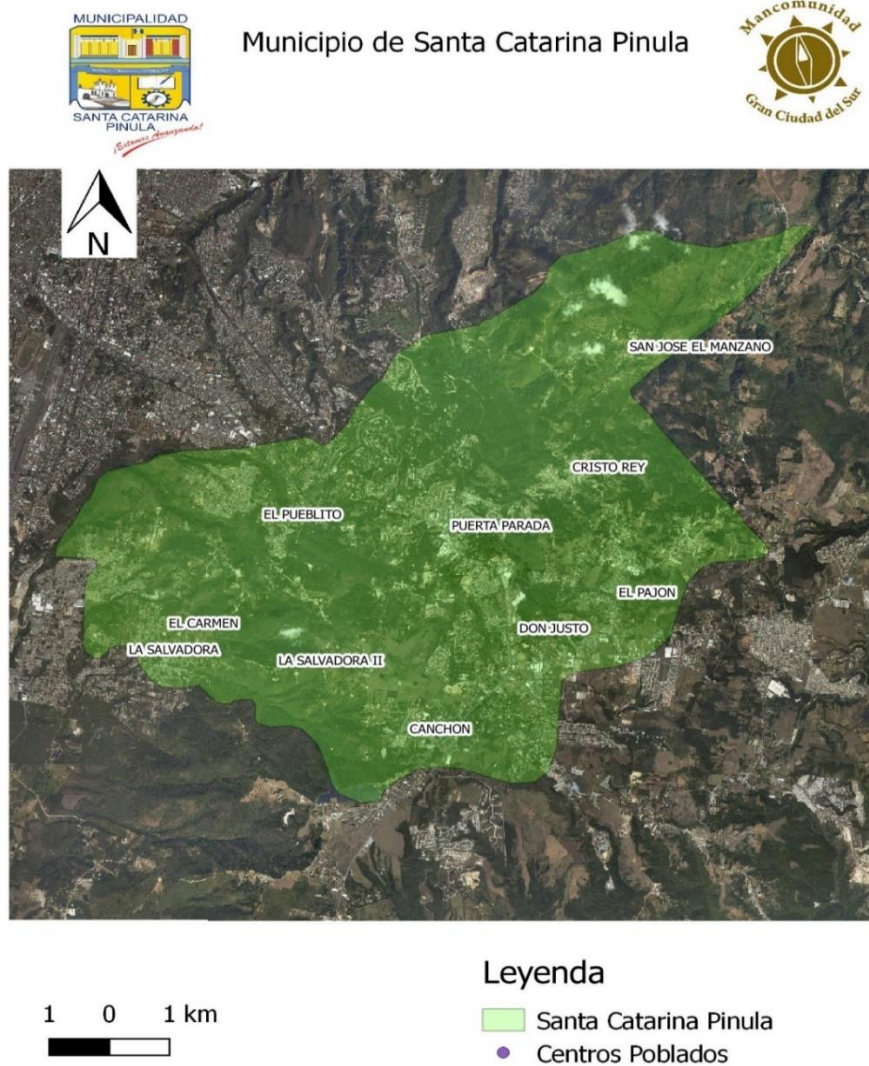 MUNICIPALIDAD
SANTA CATARINA
PINULA
¡Estamos Avanzando!
Municipio de Santa Catarina Pinula
Mancomunidad
Gran Ciudad del Sur
N
SAN JOSE EL MANZANO
CRISTO REY
EL PUEBLITO
PUERTA PARADA
EL PAJON
EL CARMEN
DON JUSTO
LA SALVADORA
LA SALVADORA II
CANCHON
Leyenda
1 0 1 km
Santa Catarina Pinula
Centros Poblados